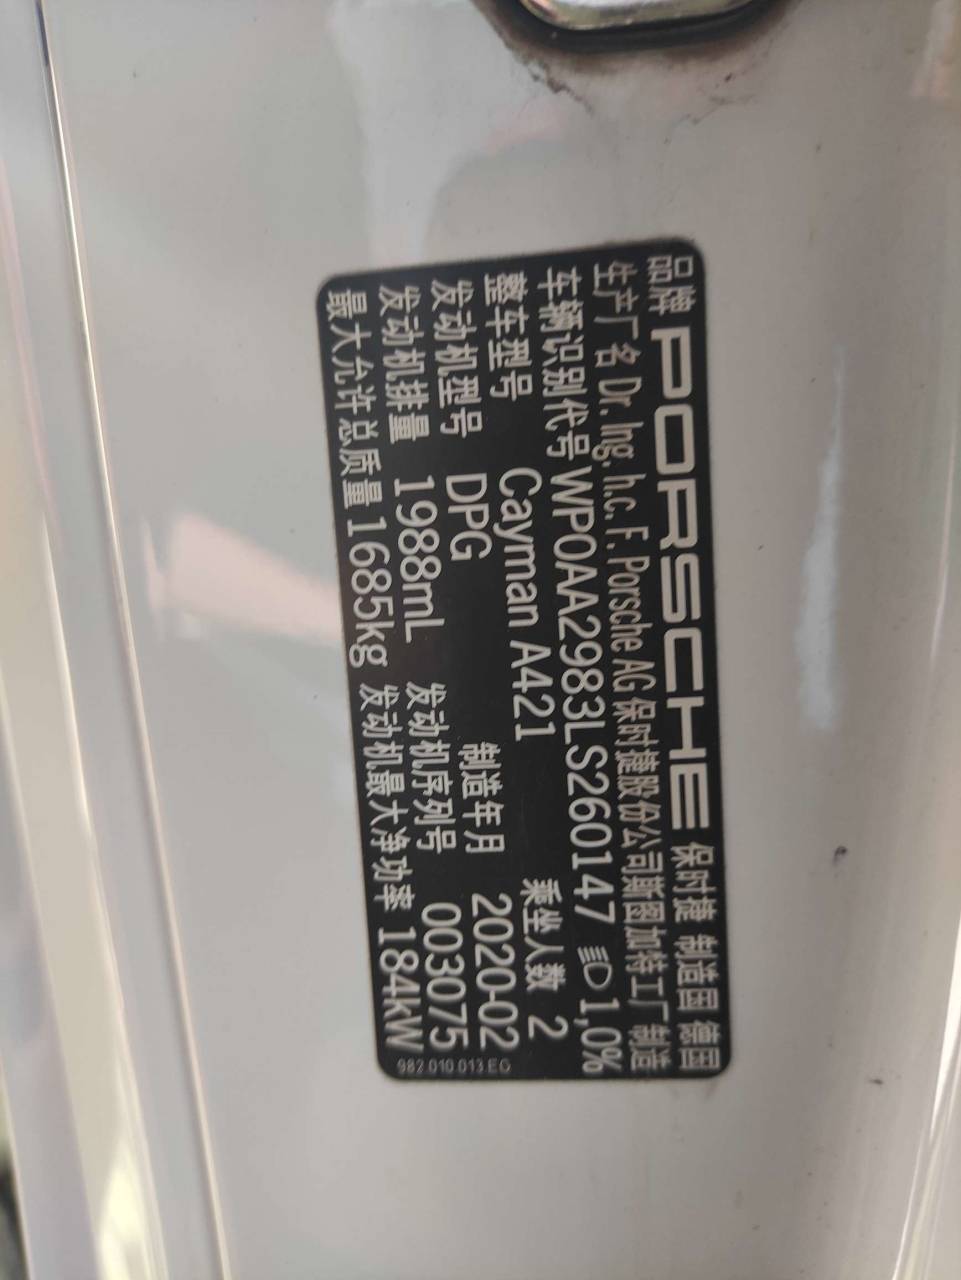 品牌 PORSCHE 保时捷 制造国 德国
生产厂名 Dr. Ing. h.c. F. Porsche AG 保时捷股份公司斯图加特工厂制造
车辆识别代号 WP0AA2983LS260147 1,0%
整车型号 Cayman A421 乘坐人数 2
发动机型号 DPG 制造年月 2020-02
发动机排量 1988mL 发动机序列号 003075
最大允许总质量 1685kg 发动机最大净功率 184kW
982.010.013.EG